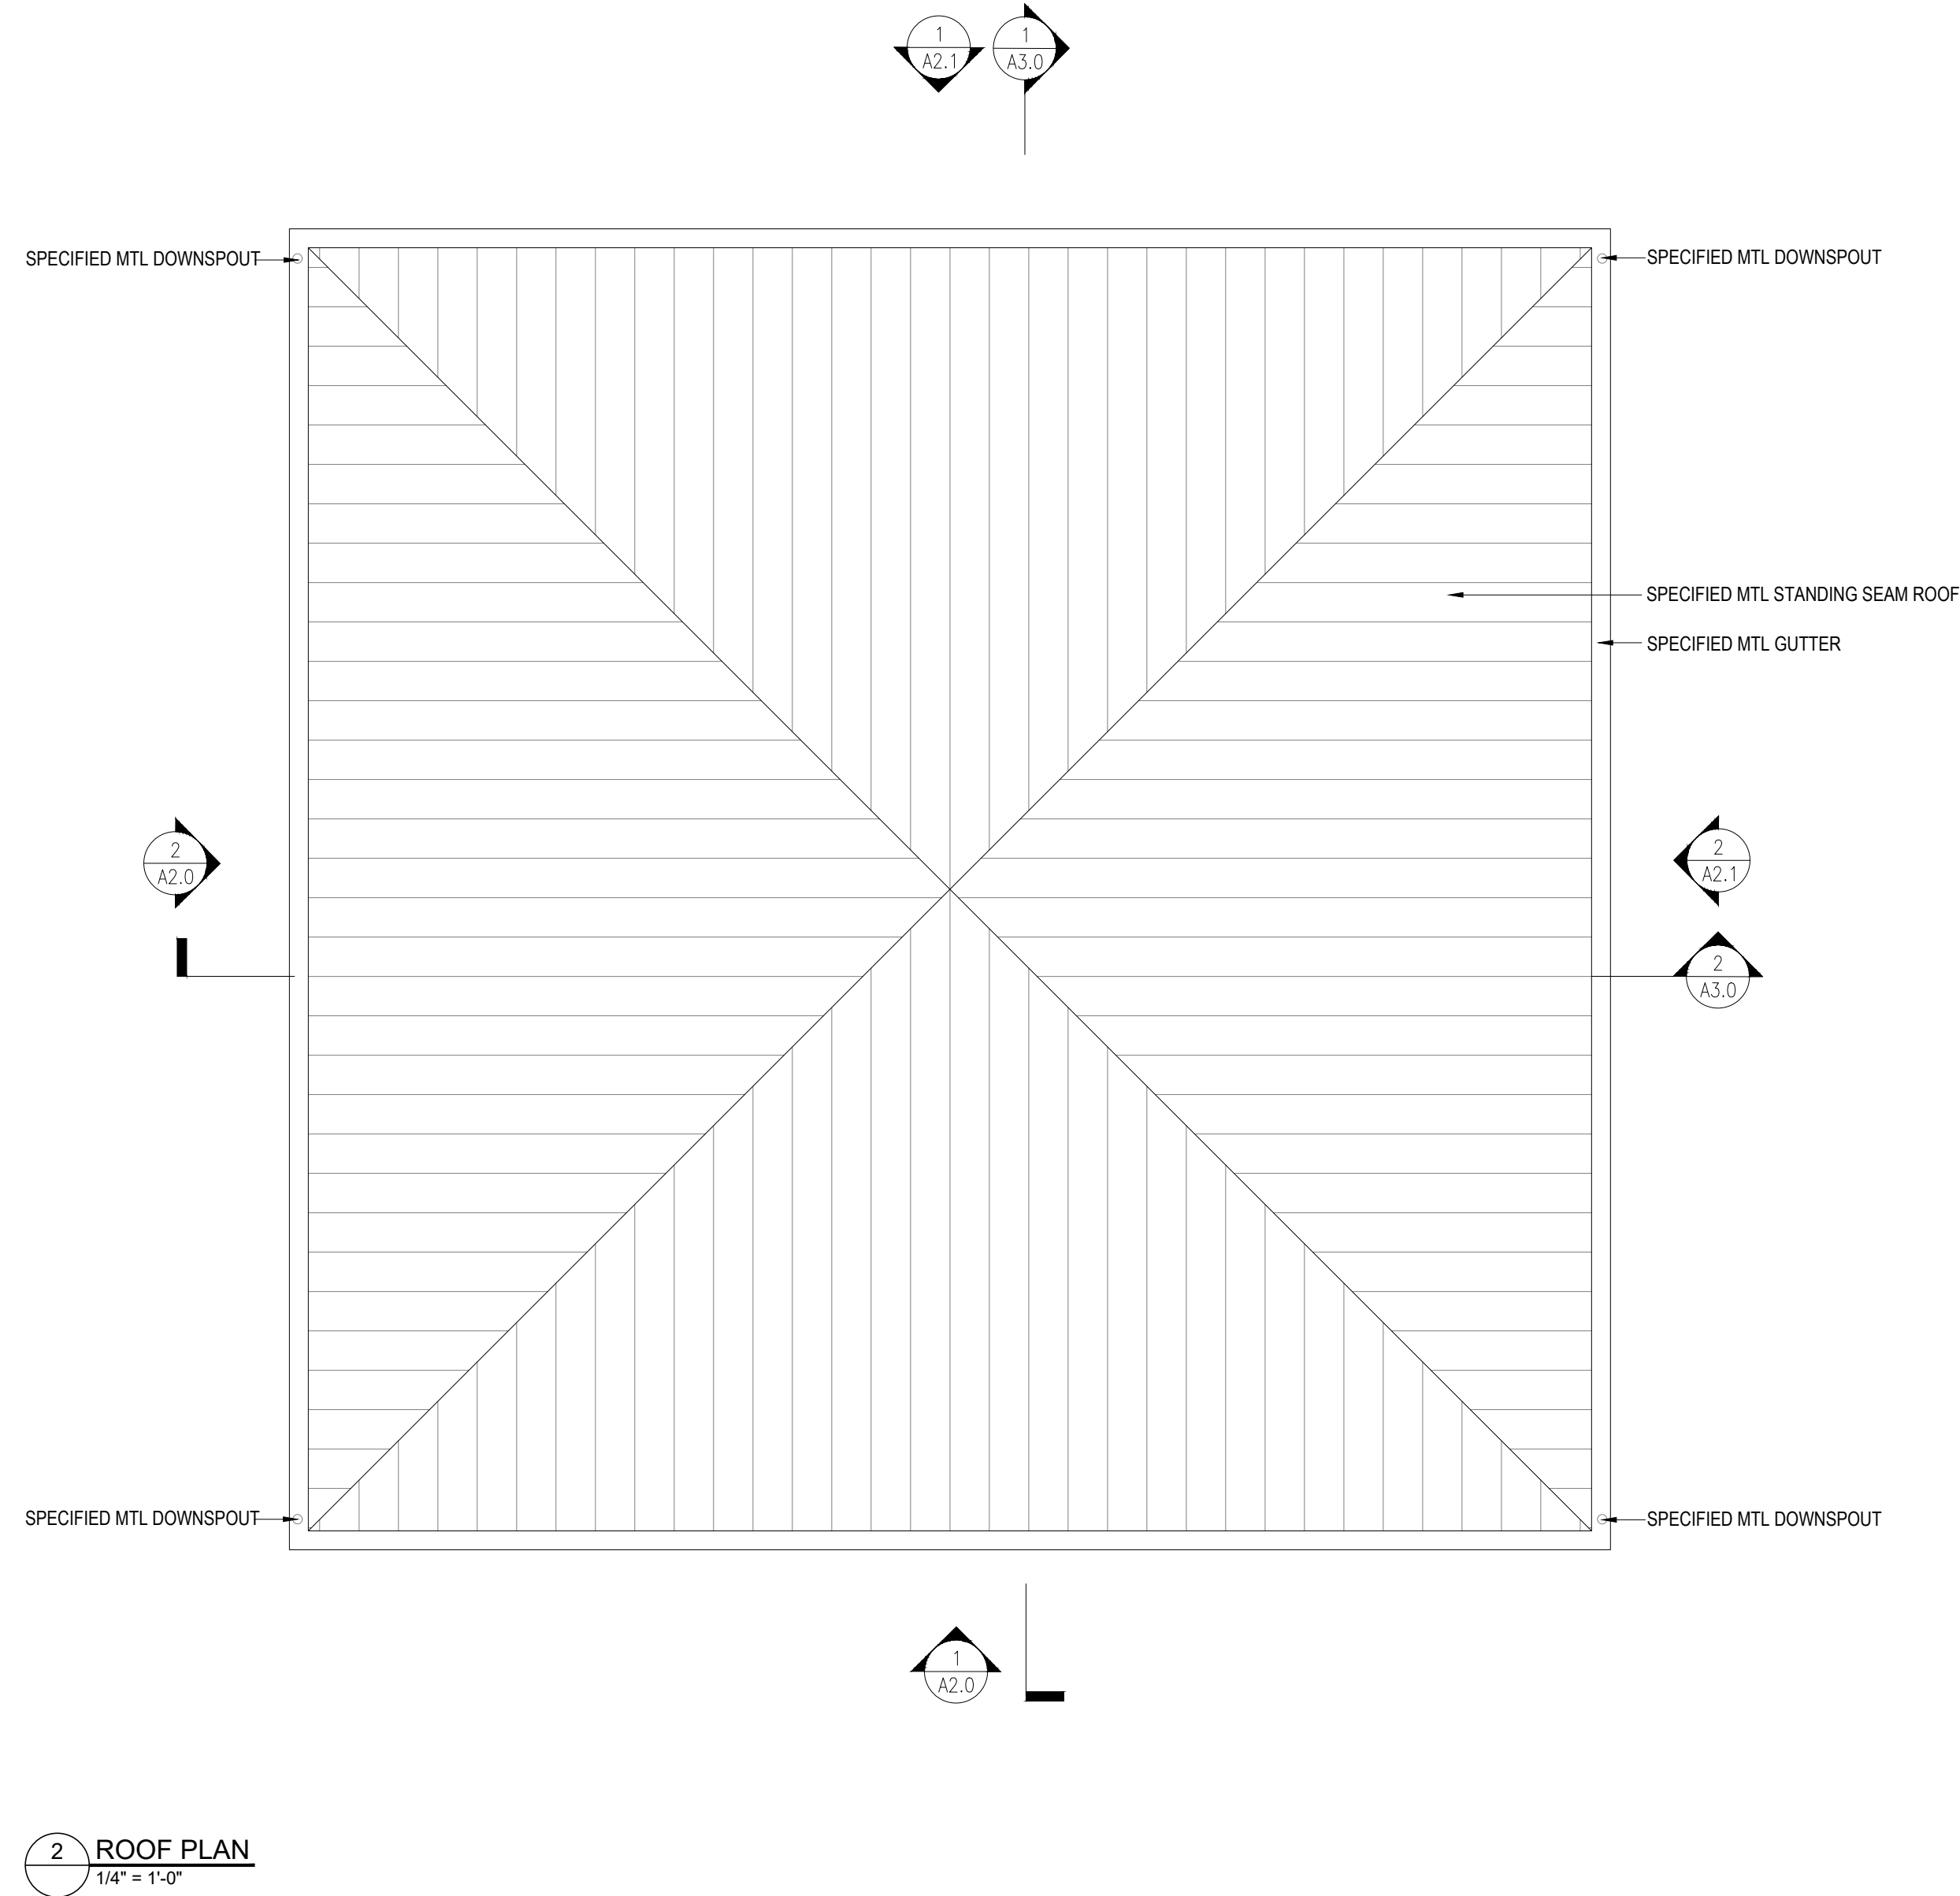 1
A2.1
1
A3.0
SPECIFIED MTL DOWNSPOUT
SPECIFIED MTL DOWNSPOUT
SPECIFIED MTL STANDING SEAM ROOF
SPECIFIED MTL GUTTER
2
A2.0
2
A2.1
2
A3.0
SPECIFIED MTL DOWNSPOUT
SPECIFIED MTL DOWNSPOUT
1
A2.0
2
ROOF PLAN
1/4" = 1'-0"